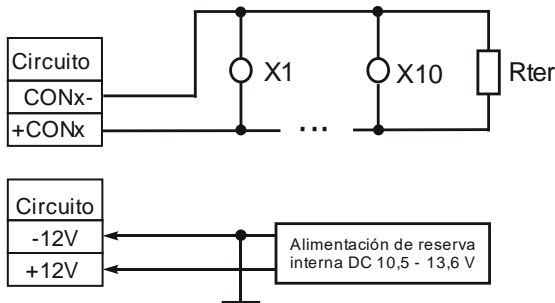 Circuito
CONx-
+CONx
X1
...
X10
Rter
Circuito
-12V
+12V
Alimentación de reserva
interna DC 10,5 - 13,6 V